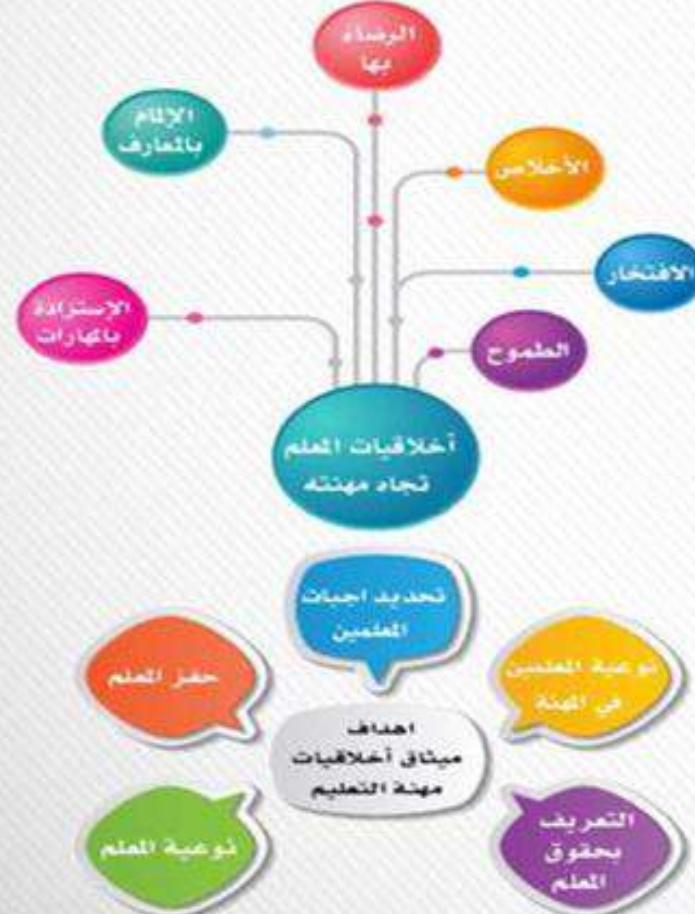 الرضاء
بها
الإلمام
بالمعارف
الأخلاص
الافتخار
الإستزادة
بالمهارات
الطموح
أخلاقيات المعلم
تجاه مهنته
تحديد اجبات
المعلمين
توعية المعلمين
في المهنة
حفز المعلم
اهداف
ميثاق أخلاقيات
مهنة التعليم
التعريف
بحقوق
المعلم
توعية المعلم